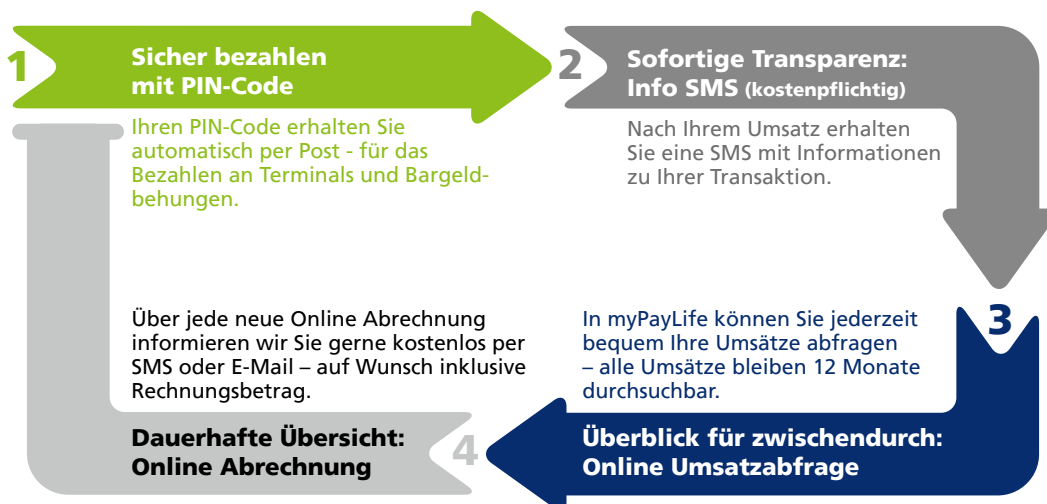 1
Sicher bezahlen
mit PIN-Code
Ihren PIN-Code erhalten Sie
automatisch per Post - für das
Bezahlen an Terminals und Bargeld-
behungen.
2
Sofortige Transparenz:
Info SMS (kostenpflichtig)
Nach Ihrem Umsatz erhalten
Sie eine SMS mit Informationen
zu Ihrer Transaktion.
3
In myPayLife können Sie jederzeit
bequem Ihre Umsätze abfragen
– alle Umsätze bleiben 12 Monate
durchsuchbar.
Überblick für zwischendurch:
Online Umsatzabfrage
4
Über jede neue Online Abrechnung
informieren wir Sie gerne kostenlos per
SMS oder E-Mail – auf Wunsch inklusive
Rechnungsbetrag.
Dauerhafte Übersicht:
Online Abrechnung